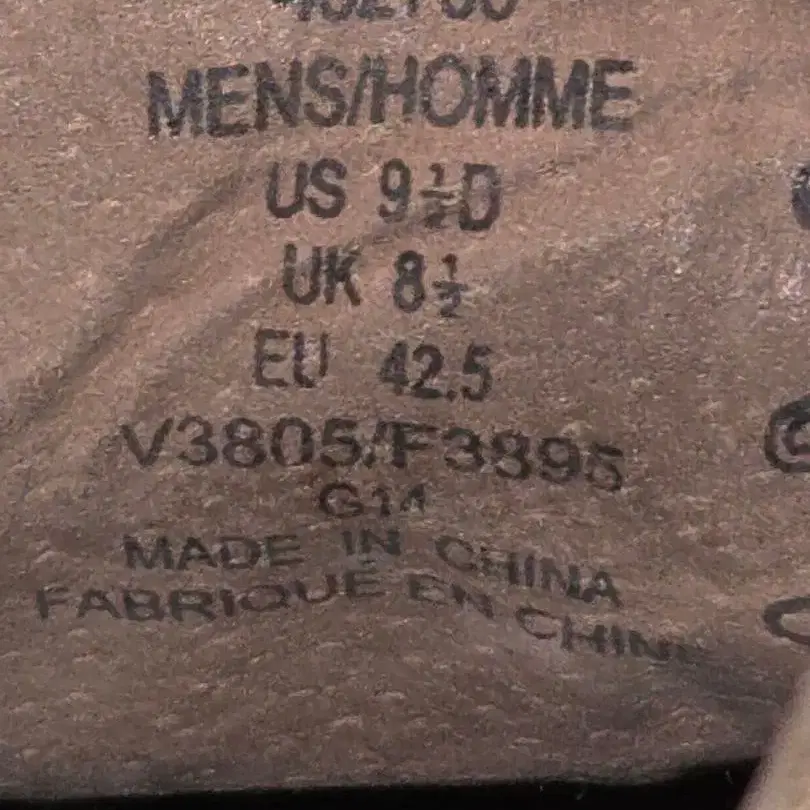 MENS/HOMME
US 9½D
UK 8½
EU 42.5
V3805/F3895
G14
MADE IN CHINA
FABRIQUÉ EN CHINE